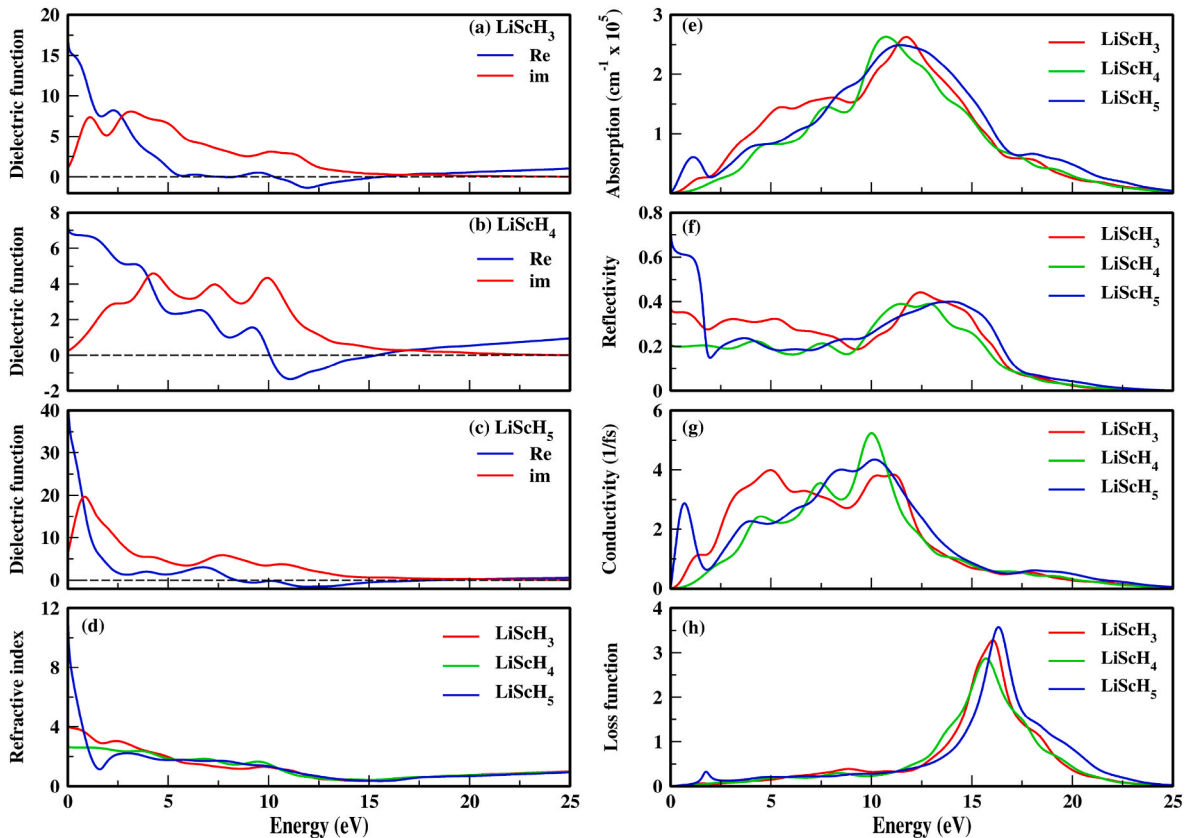 20
15
10
5
0
Dielectric function
(a) LiScH3
Re
im
8
6
4
2
0
-2
Dielectric function
(b) LiScH4
Re
im
40
30
20
10
0
Dielectric function
(c) LiScH5
Re
im
12
8
4
0
Refractive index
(d)
LiScH3
LiScH4
LiScH5
0 5 10 15 20 25
Energy (eV)
3
2
1
Absorption (cm-1 x 10^5)
(e)
LiScH3
LiScH4
LiScH5
0.8
0.6
0.4
0.2
0
Reflectivity
(f)
LiScH3
LiScH4
LiScH5
6
4
2
0
Conductivity (1/fs)
(g)
LiScH3
LiScH4
LiScH5
4
3
2
1
0
Loss function
(h)
LiScH3
LiScH4
LiScH5
0 5 10 15 20 25
Energy (eV)